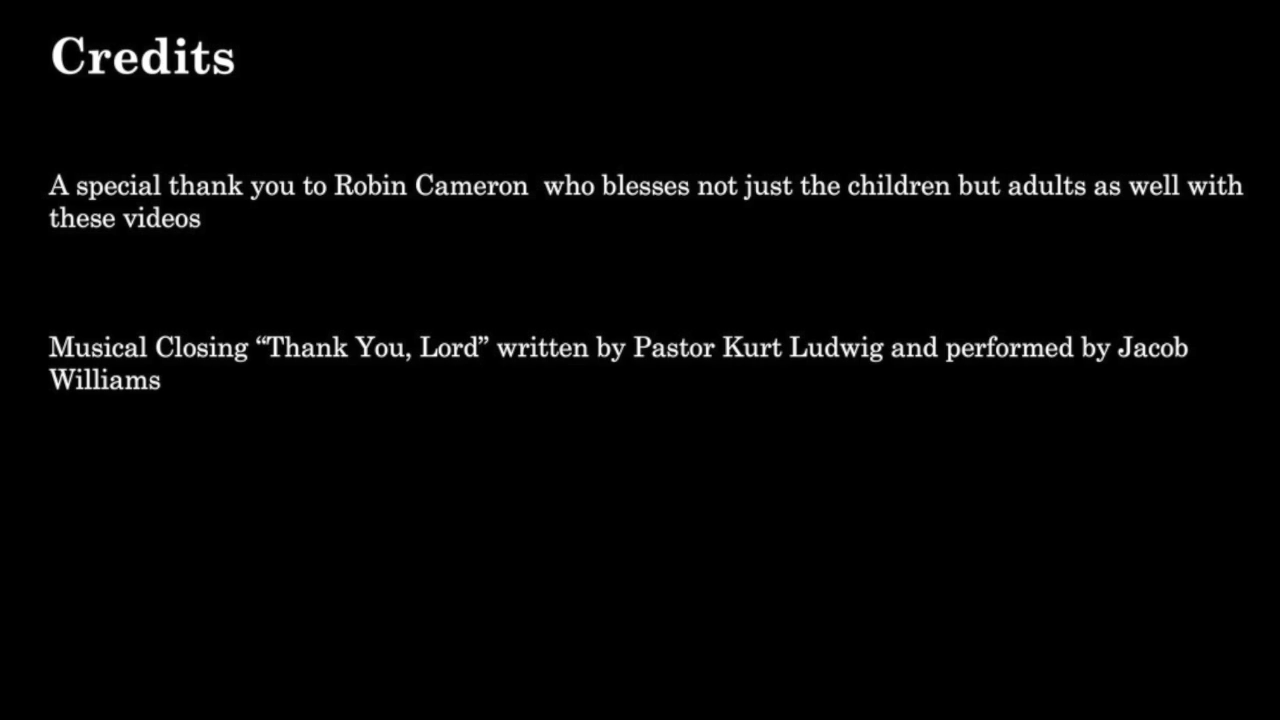 Credits
A special thank you to Robin Cameron  who blesses not just the children but adults as well with
these videos
Musical Closing “Thank You, Lord” written by Pastor Kurt Ludwig and performed by Jacob
Williams